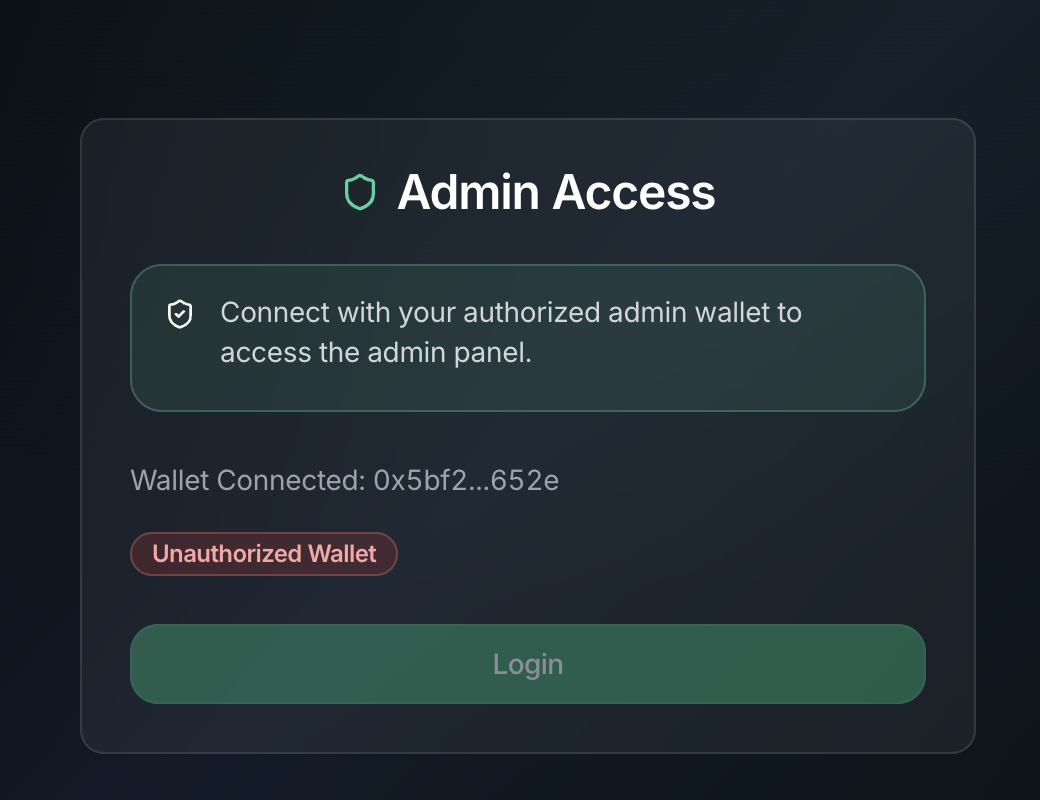 Admin Access
Connect with your authorized admin wallet to
access the admin panel.
Wallet Connected: 0x5bf2...652e
Unauthorized Wallet
Login